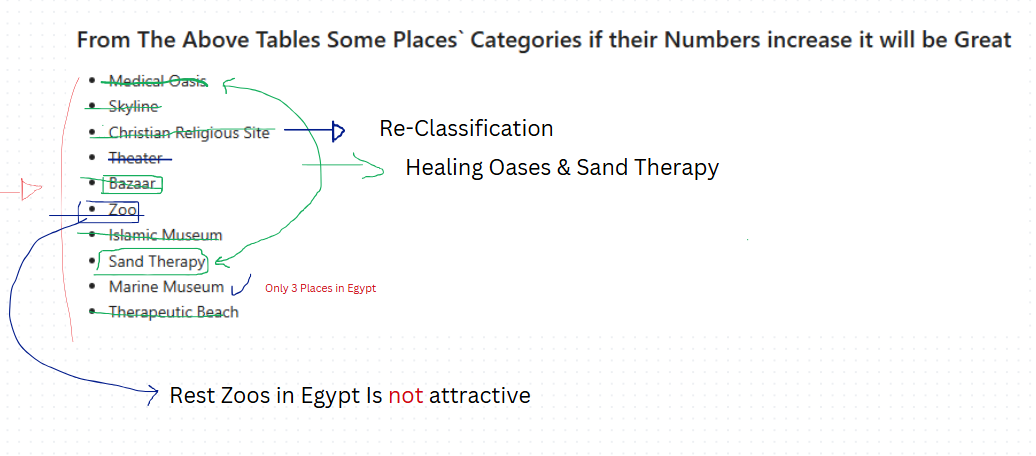 From The Above Tables Some Places` Categories if their Numbers increase it will be Great
• Medical Oasis
• Skyline
• Christian Religious Site
Re-Classification
• Theater
Healing Oases & Sand Therapy
• Bazaar
• Zoo
• Islamic Museum
• Sand Therapy
• Marine Museum
Only 3 Places in Egypt
• Therapeutic Beach
Rest Zoos in Egypt Is not attractive